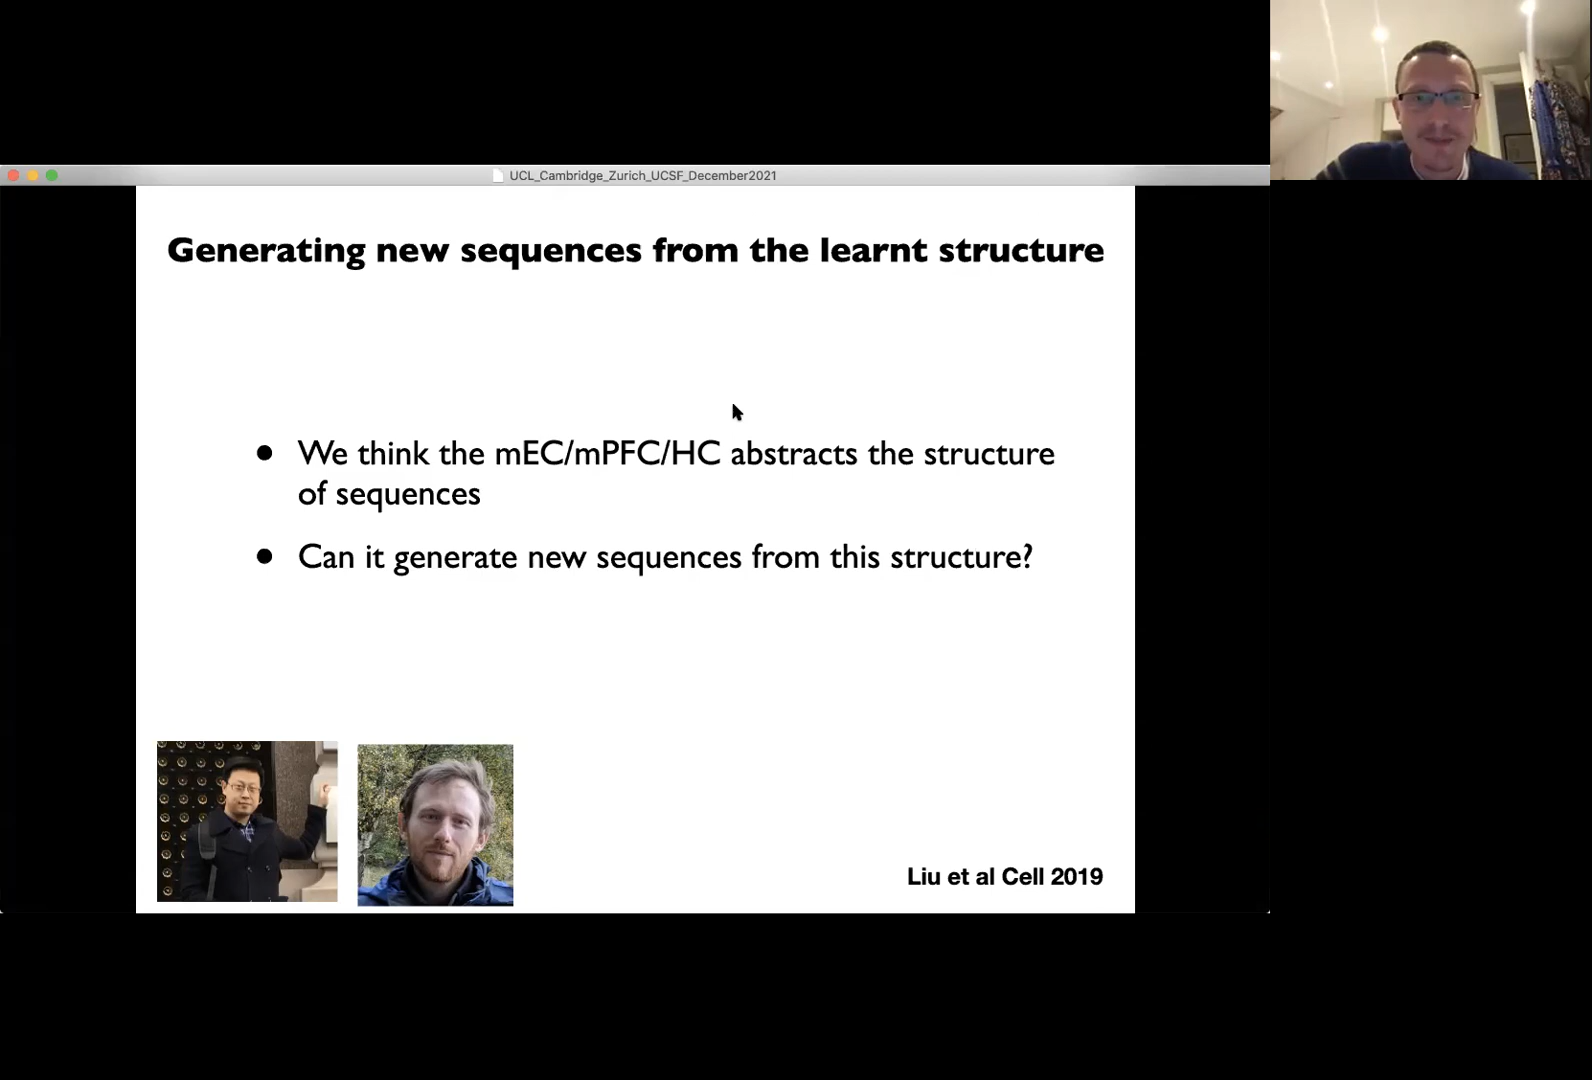 UCL_Cambridge_Zurich_UCSF_December2021
Generating new sequences from the learnt structure
● We think the mEC/mPFC/HC abstracts the structure
of sequences
● Can it generate new sequences from this structure?
Liu et al Cell 2019